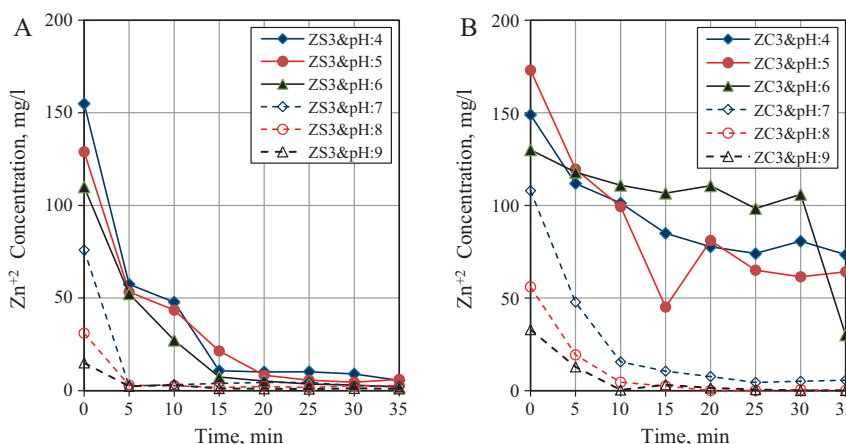 A
Zn+2 Concentration, mg/l
200
150
100
50
0
0 5 10 15 20 25 30 35
Time, min
ZS3&pH:4
ZS3&pH:5
ZS3&pH:6
ZS3&pH:7
ZS3&pH:8
ZS3&pH:9
B
Zn+2 Concentration, mg/l
200
150
100
50
0
0 5 10 15 20 25 30 35
Time, min
ZC3&pH:4
ZC3&pH:5
ZC3&pH:6
ZC3&pH:7
ZC3&pH:8
ZC3&pH:9